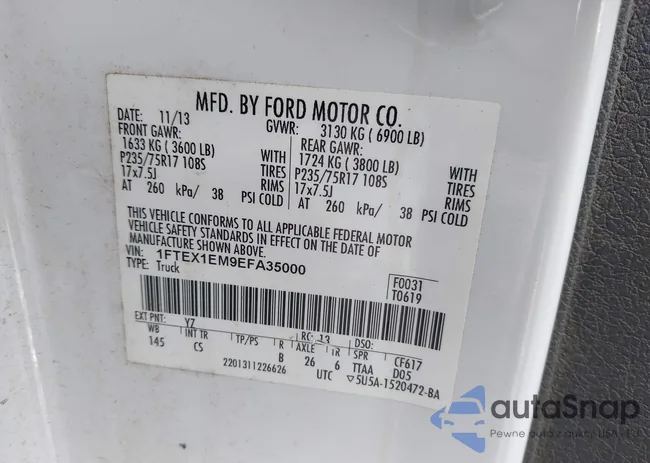 MFD. BY FORD MOTOR CO.
DATE: 11/13 GVWR: 3130 KG ( 6900 LB)
FRONT GAWR: REAR GAWR:
1633 KG ( 3600 LB) WITH 1724 KG ( 3800 LB) WITH
P235/75R17 108S TIRES P235/75R17 108S TIRES
17x7.5J RIMS 17x7.5J RIMS
AT 260 kPa/ 38 PSI COLD AT 260 kPa/ 38 PSI COLD
THIS VEHICLE CONFORMS TO ALL APPLICABLE FEDERAL MOTOR
VEHICLE SAFETY STANDARDS IN EFFECT ON THE DATE OF
MANUFACTURE SHOWN ABOVE.
VIN: 1FTEX1EM9EFA35000
TYPE: Truck
F0031
T0619
EXT PNT: YZ RC: 13 DSO:
WB INT TR TP/PS R AXLE TR SPR CF617
145 CS B 26 6 TTAA D05
2201311226626 UTC ▽5U5A-1520472-BA
autoSnap